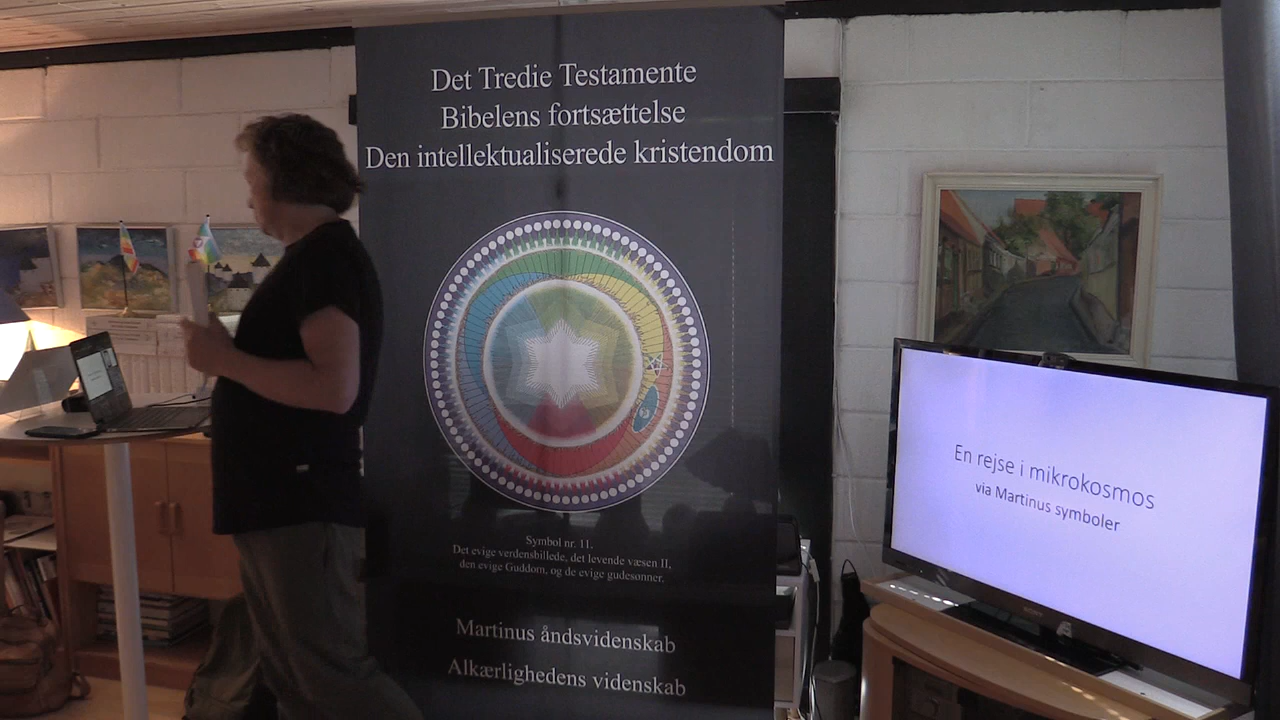 Det Tredie Testamente
Bibelens fortsættelse
Den intellektualiserede kristendom
Symbol nr. 11.
Det evige verdensbillede, det levende væsen II,
den evige Guddom, og de evige gudesønner.
Martinus åndsvidenskab
Alkærlighedens videnskab
En rejse i mikrokosmos
via Martinus symboler
SONY